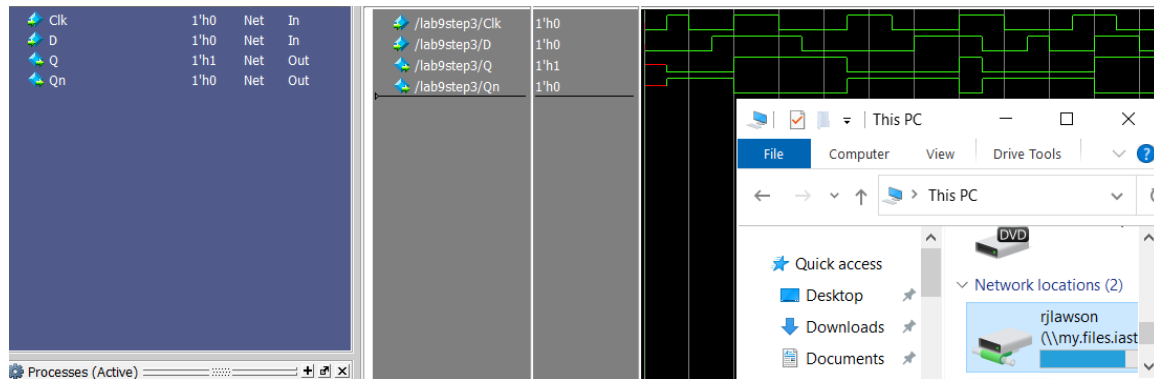 Clk 1'h0 Net In
D 1'h0 Net In
Q 1'h1 Net Out
Qn 1'h0 Net Out
Processes (Active)
/lab9step3/Clk 1'h0
/lab9step3/D 1'h0
/lab9step3/Q 1'h1
/lab9step3/Qn 1'h0
This PC
File Computer View Drive Tools
This PC
Quick access
Desktop
Downloads
Documents
DVD
Network locations (2)
rjlawson
(\\my.files.iast